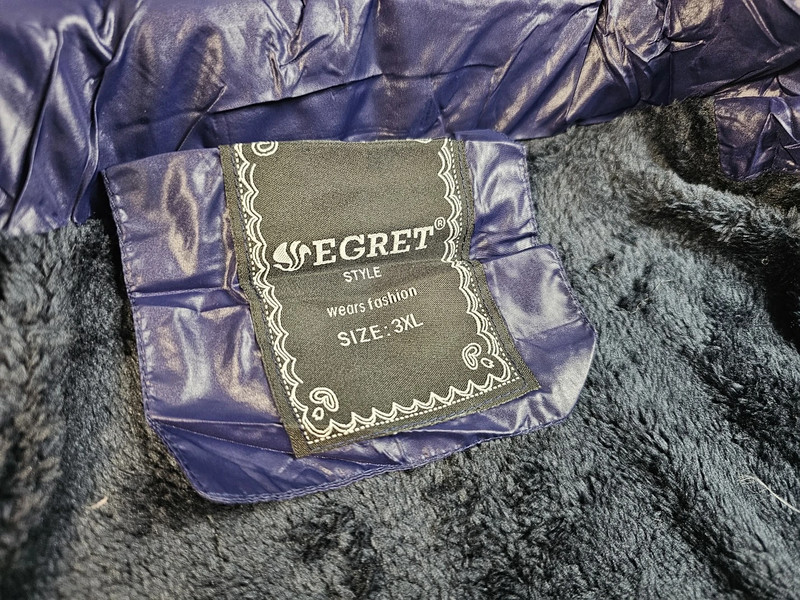 EGRET®
STYLE
wears fashion
SIZE: 3XL